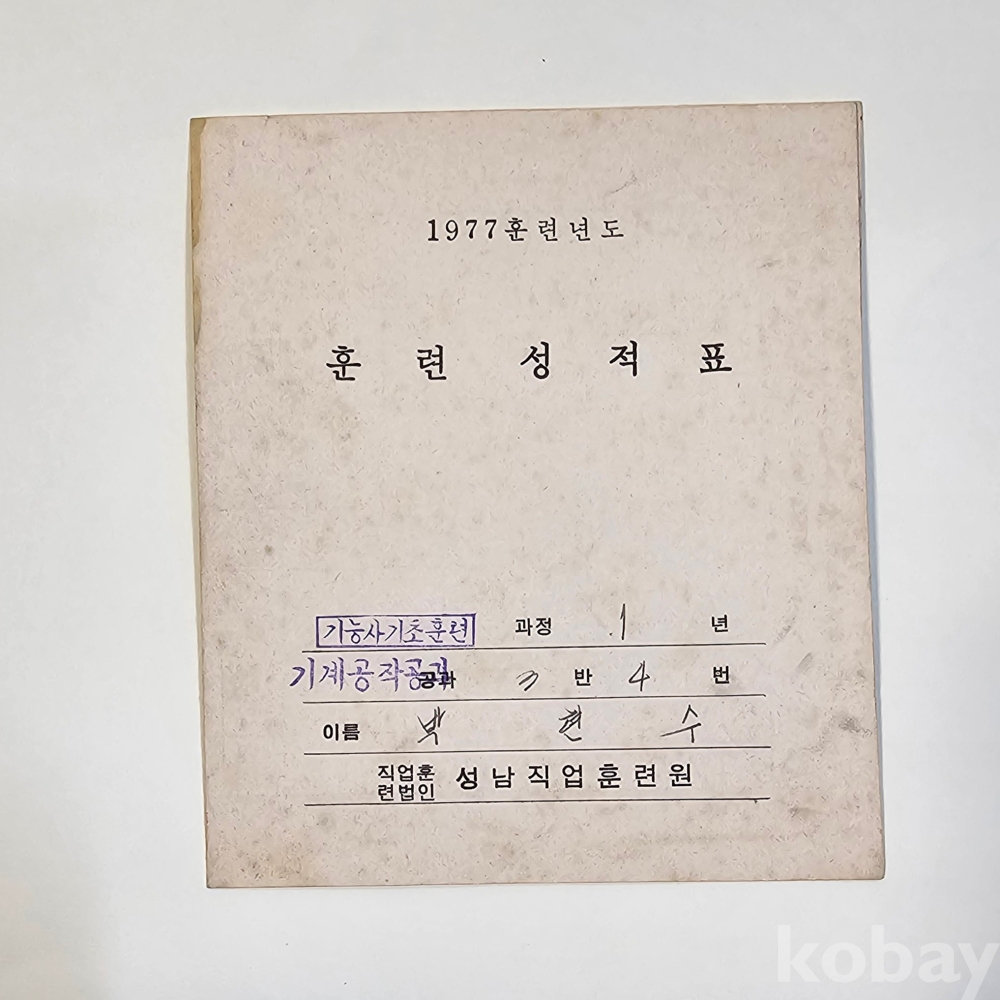 1977훈련년도
훈련성적표
기능사기초훈련 과정 1 년
기계공작공과 공과 3 반 4 번
이름 박 현 수
직업훈련법인 성남직업훈련원
kobay